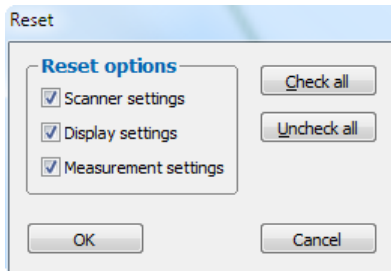 Reset
Reset options
Scanner settings
Display settings
Measurement settings
Check all
Uncheck all
OK
Cancel